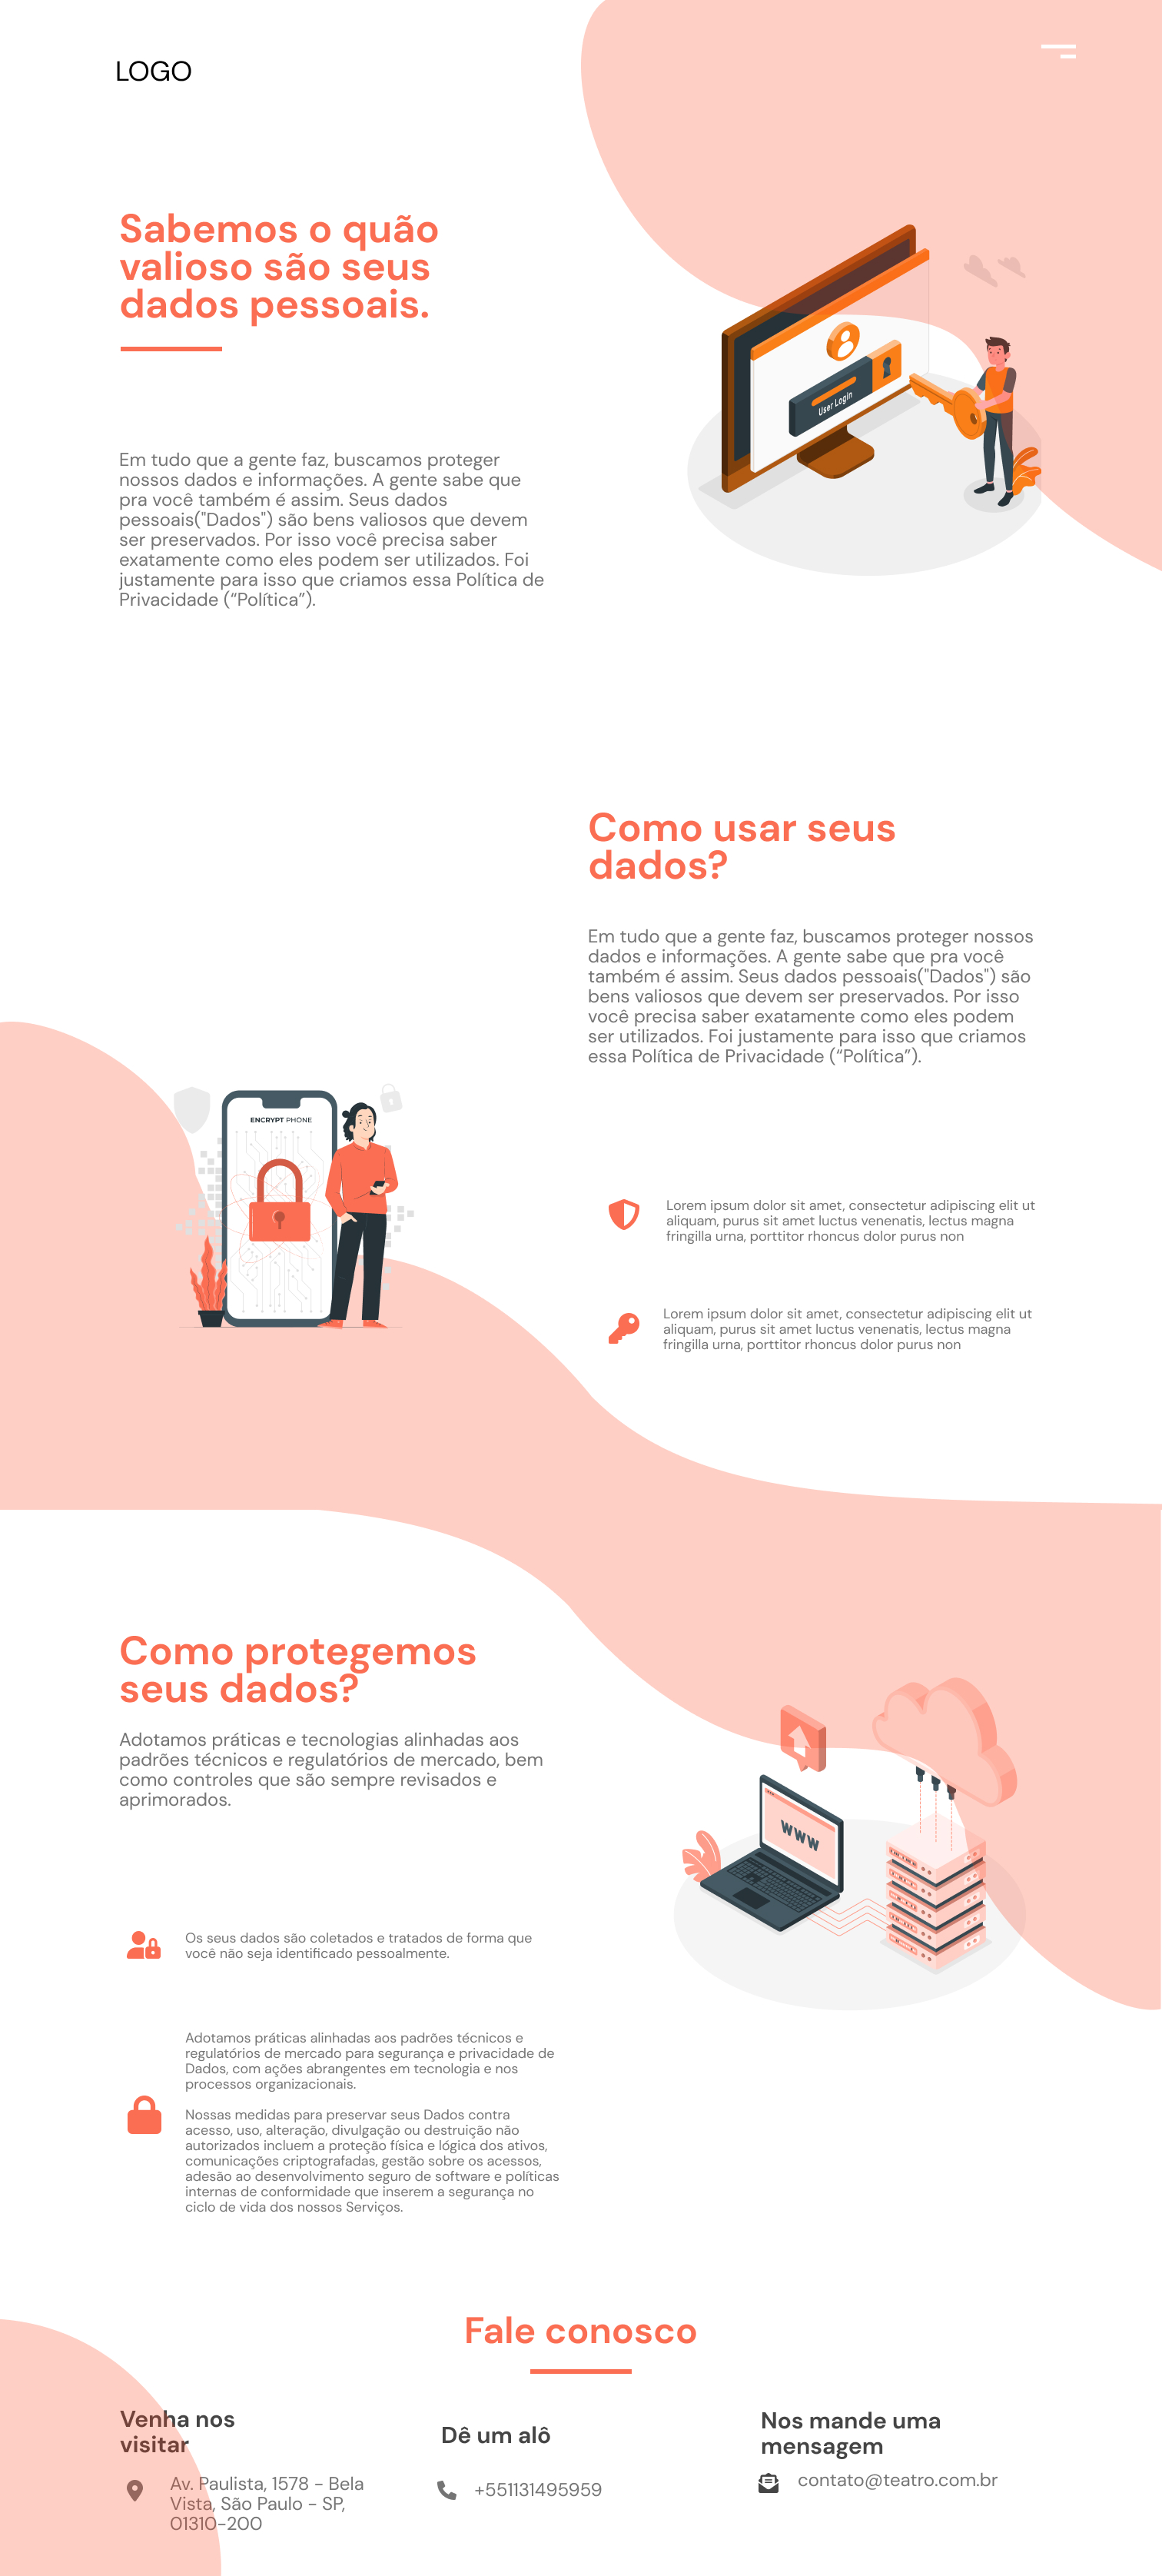 LOGO
Sabemos o quão
valioso são seus
dados pessoais.
User Login
Em tudo que a gente faz, buscamos proteger
nossos dados e informações. A gente sabe que
pra você também é assim. Seus dados
pessoais("Dados") são bens valiosos que devem
ser preservados. Por isso você precisa saber
exatamente como eles podem ser utilizados. Foi
justamente para isso que criamos essa Política de
Privacidade (“Política”).
Como usar seus
dados?
Em tudo que a gente faz, buscamos proteger nossos
dados e informações. A gente sabe que pra você
também é assim. Seus dados pessoais("Dados") são
bens valiosos que devem ser preservados. Por isso
você precisa saber exatamente como eles podem
ser utilizados. Foi justamente para isso que criamos
essa Política de Privacidade (“Política”).
ENCRYPT PHONE
Lorem ipsum dolor sit amet, consectetur adipiscing elit ut
aliquam, purus sit amet luctus venenatis, lectus magna
fringilla urna, porttitor rhoncus dolor purus non
Lorem ipsum dolor sit amet, consectetur adipiscing elit ut
aliquam, purus sit amet luctus venenatis, lectus magna
fringilla urna, porttitor rhoncus dolor purus non
Como protegemos
seus dados?
Adotamos práticas e tecnologias alinhadas aos
padrões técnicos e regulatórios de mercado, bem
como controles que são sempre revisados e
aprimorados.
WWW
Os seus dados são coletados e tratados de forma que
você não seja identificado pessoalmente.
Adotamos práticas alinhadas aos padrões técnicos e
regulatórios de mercado para segurança e privacidade de
Dados, com ações abrangentes em tecnologia e nos
processos organizacionais.
Nossas medidas para preservar seus Dados contra
acesso, uso, alteração, divulgação ou destruição não
autorizados incluem a proteção física e lógica dos ativos,
comunicações criptografadas, gestão sobre os acessos,
adesão ao desenvolvimento seguro de software e políticas
internas de conformidade que inserem a segurança no
ciclo de vida dos nossos Serviços.
Fale conosco
Venha nos
visitar
Av. Paulista, 1578 - Bela
Vista, São Paulo - SP,
01310-200
Dê um alô
+551131495959
Nos mande uma
mensagem
contato@teatro.com.br